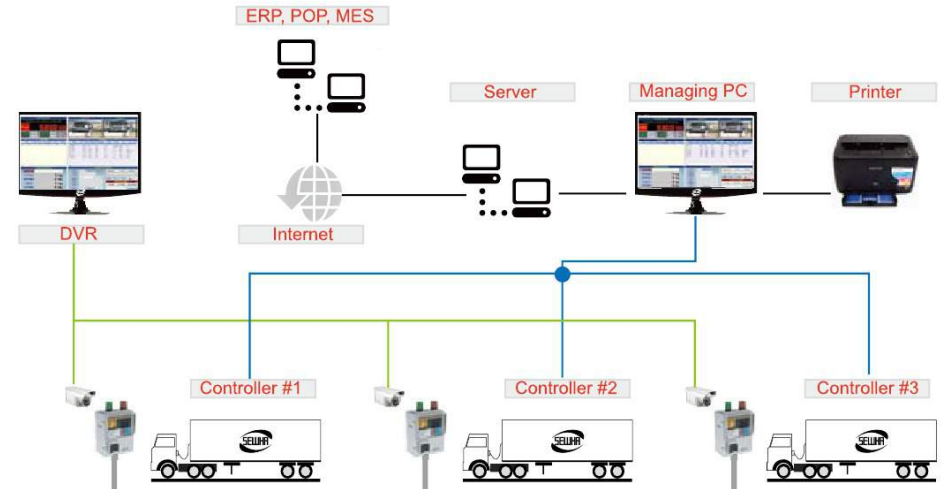 ERP, POP, MES
Server
Managing PC
Printer
DVR
Internet
Controller #1
Controller #2
Controller #3
SEWHA
SEWHA
SEWHA